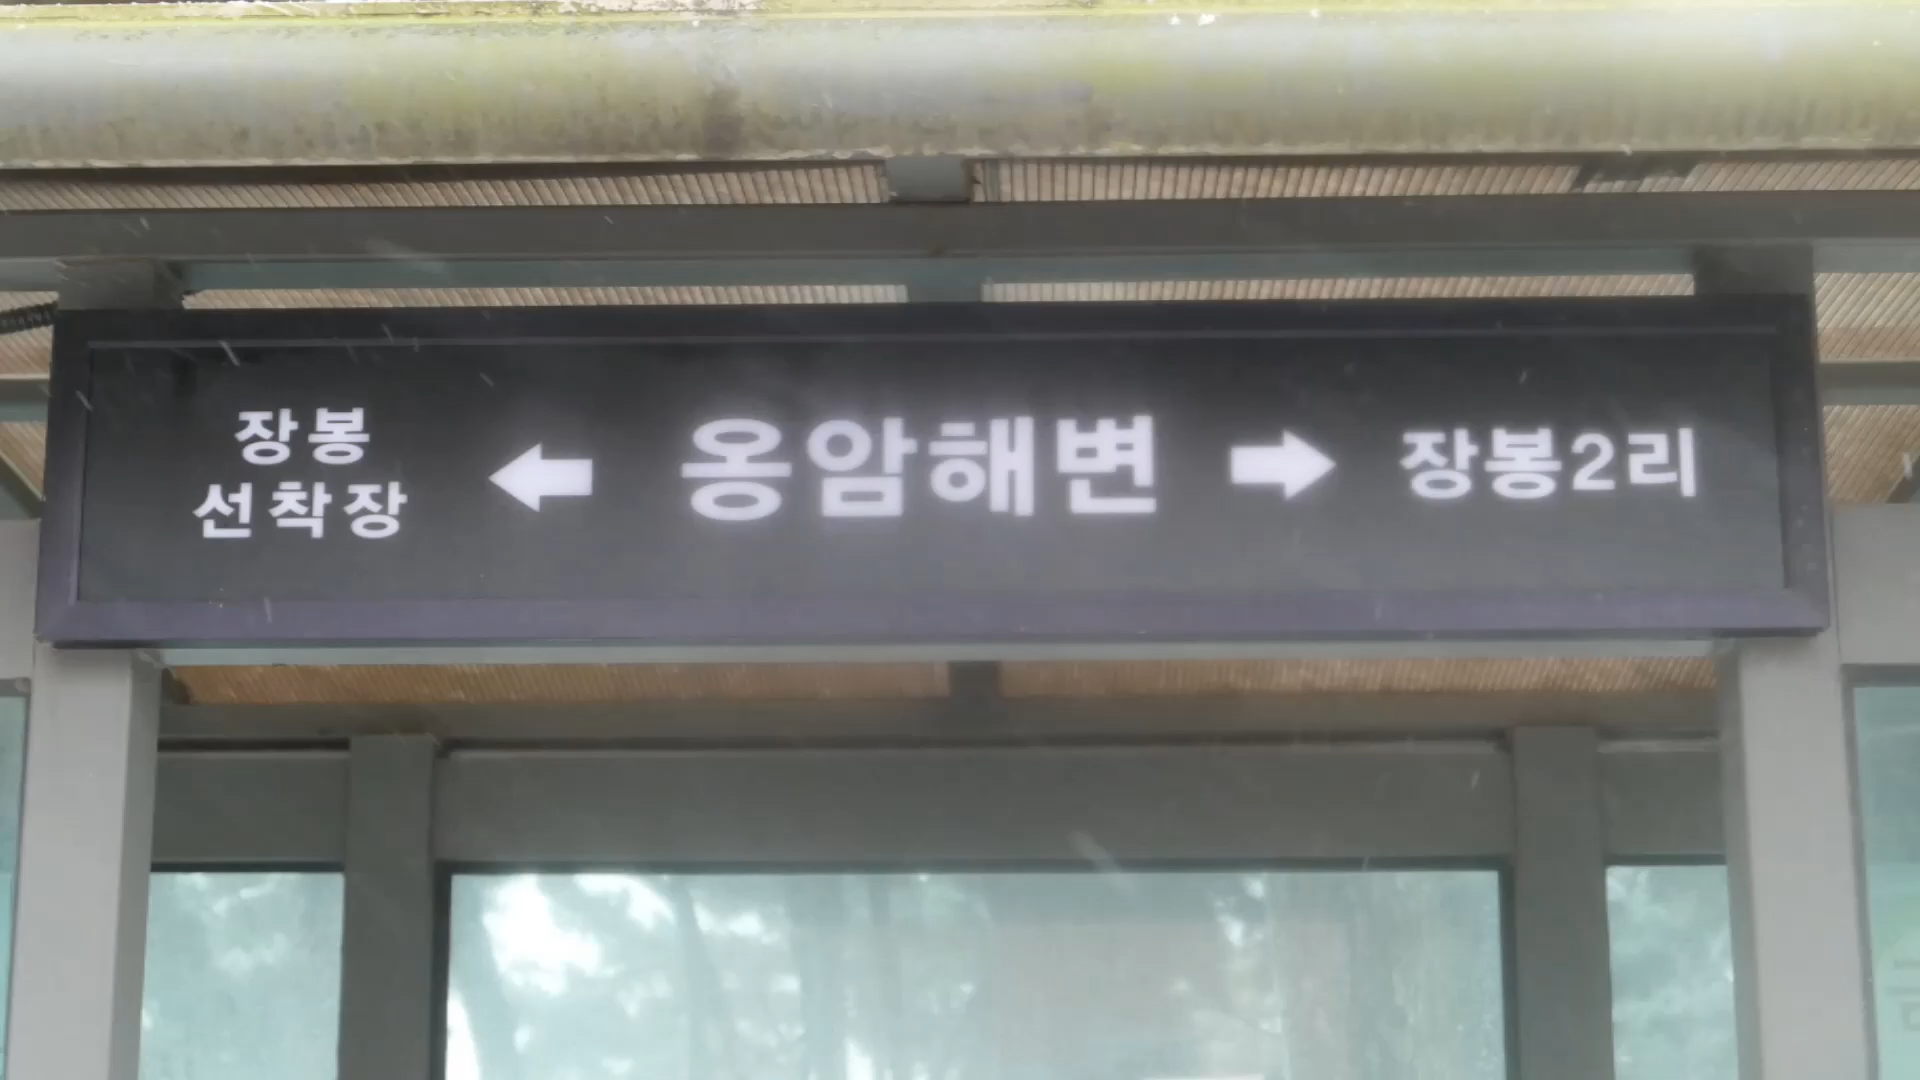 장봉
선착장 ← 옹암해변 → 장봉2리